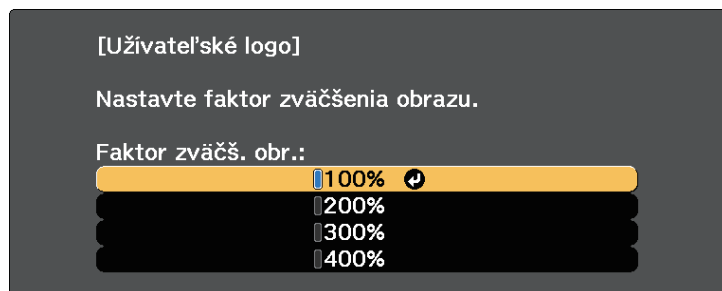 [Užívateľské logo]
Nastavte faktor zväčšenia obrazu.
Faktor zväčš. obr.:
100%
200%
300%
400%